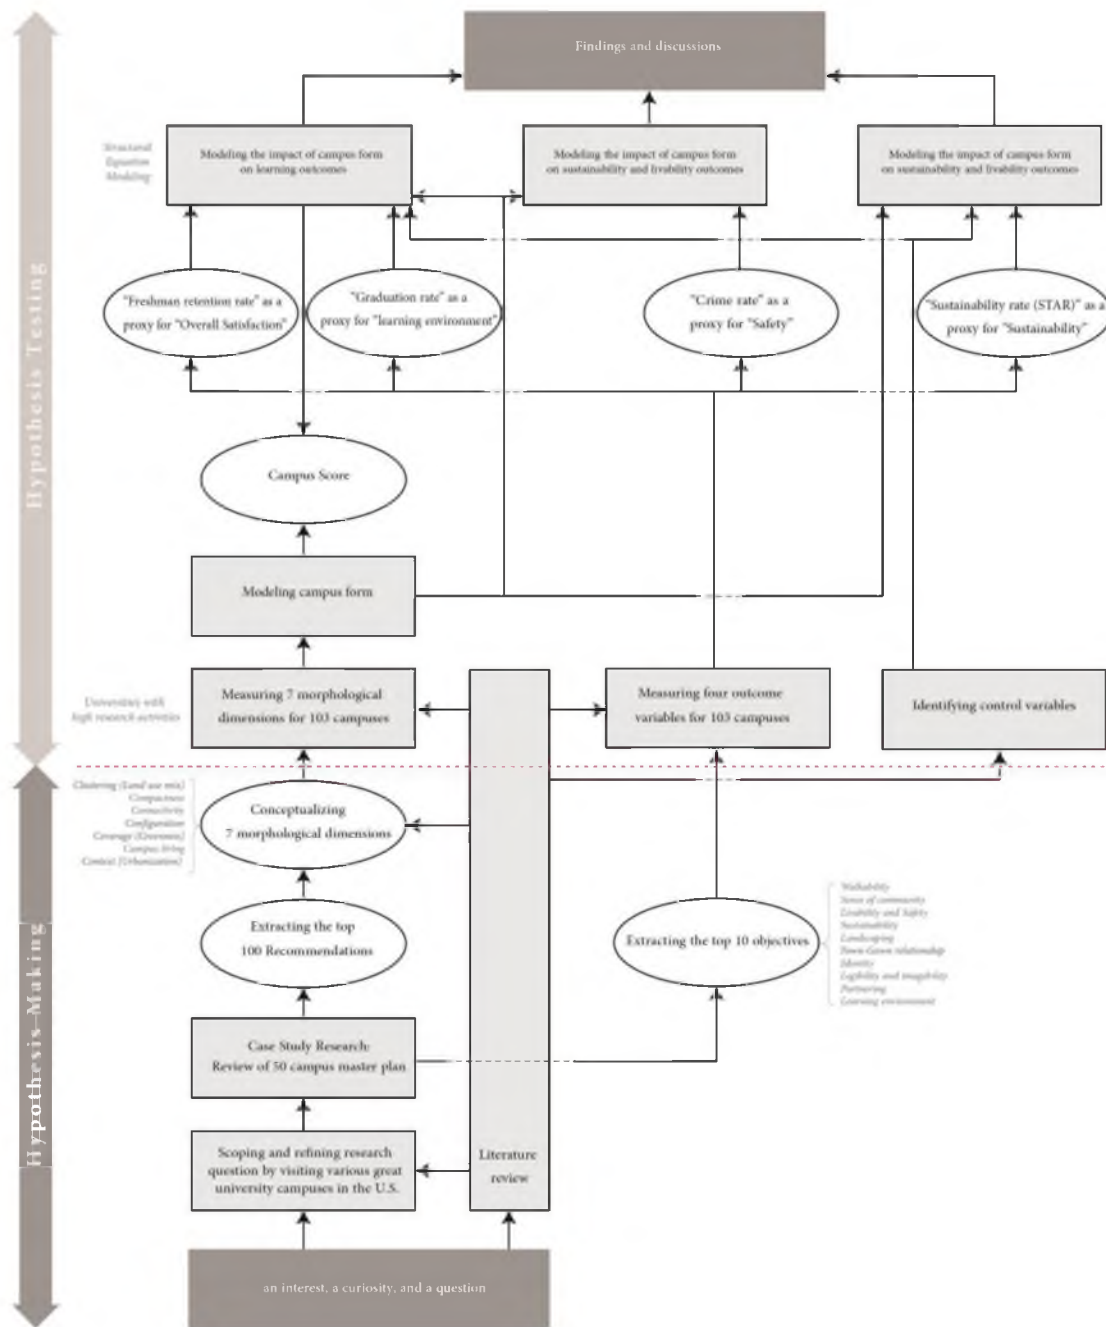 Findings and discussions
Structural
Equation
Modeling
Modeling the impact of campus form
on learning outcomes
Modeling the impact of campus form
on sustainability and livability outcomes
Modeling the impact of campus form
on sustainability and livability outcomes
"Freshman retention rate" as a
proxy for "Overall Satisfaction"
"Graduation rate" as a
proxy for "learning environment"
"Crime rate" as a
proxy for "Safety"
"Sustainability rate (STAR)" as a
proxy for "Sustainability"
Hypothesis Testing
Campus Score
Modeling campus form
Universities with
high research activities
Measuring 7 morphological
dimensions for 103 campuses
Measuring four outcome
variables for 103 campuses
Identifying control variables
Clustering (Land use mix)
Compactness
Connectivity
Configuration
Coverage (Greenness)
Campus living
Context (Urbanization)
Conceptualizing
7 morphological dimensions
Extracting the top
100 Recommendations
Extracting the top 10 objectives
Walkability
Sense of community
Livability and Safety
Sustainability
Landscaping
Town-Gown relationship
Identity
Legibility and imagability
Partnering
Learning environment
Hypothesis-Making
Case Study Research:
Review of 50 campus master plan
Scoping and refining research
question by visiting various great
university campuses in the U.S.
Literature
review
an interest, a curiosity, and a question